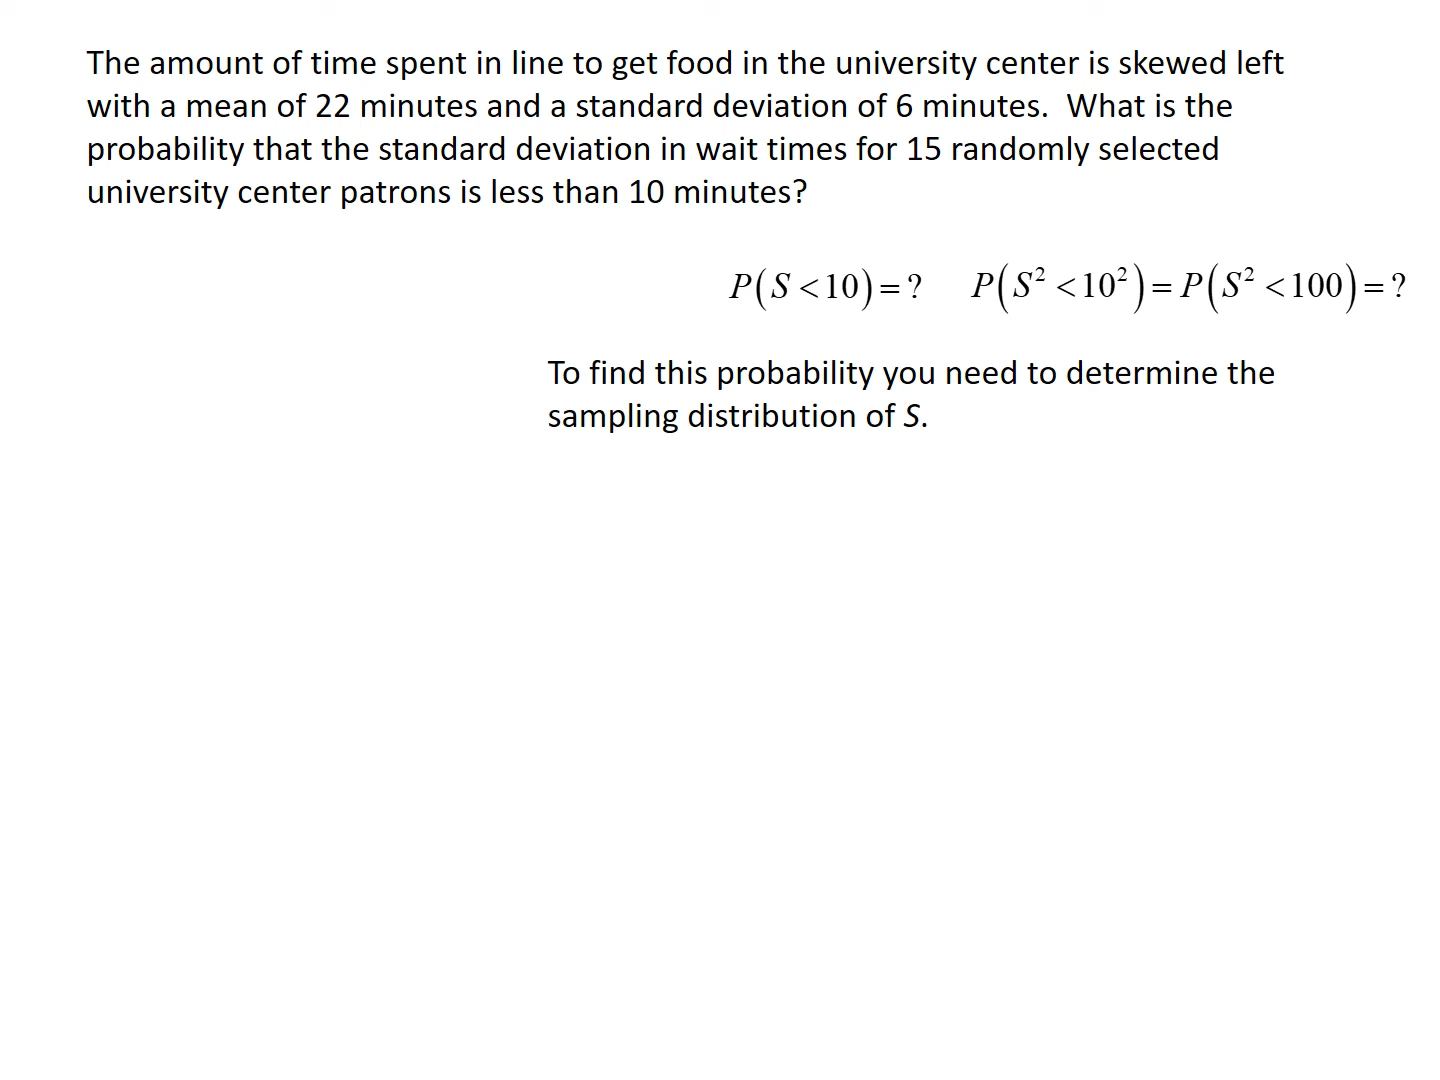 The amount of time spent in line to get food in the university center is skewed left
with a mean of 22 minutes and a standard deviation of 6 minutes.  What is the
probability that the standard deviation in wait times for 15 randomly selected
university center patrons is less than 10 minutes?
P(S < 10) = ?   P(S² < 10²) = P(S² < 100) = ?
To find this probability you need to determine the
sampling distribution of S.